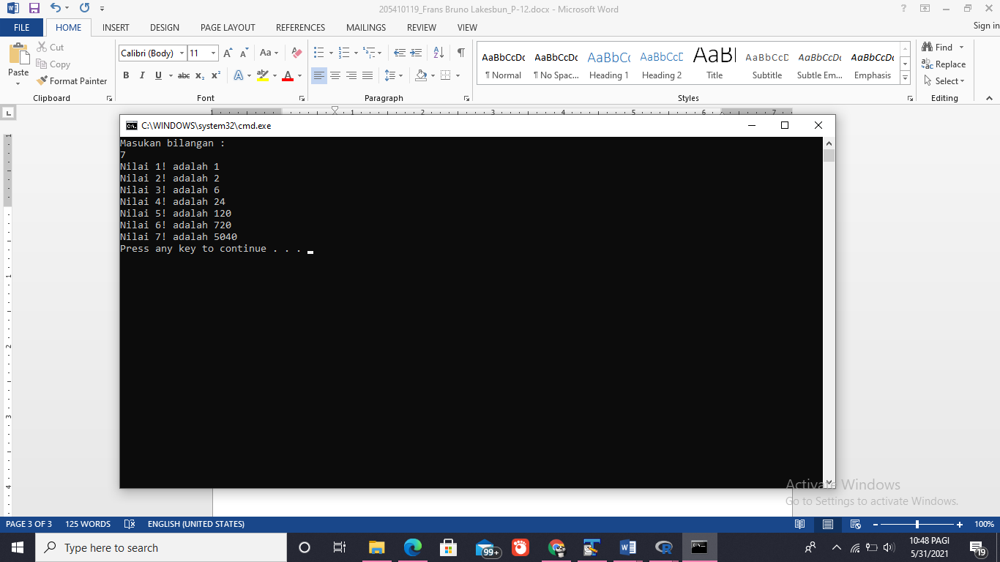 205410119_Frans Bruno Lakesbun_P-12.docx - Microsoft Word
Sign in
FILE HOME INSERT DESIGN PAGE LAYOUT REFERENCES MAILINGS REVIEW VIEW
Paste
Cut
Copy
Format Painter
Clipboard
Calibri (Body) 11
Font
Paragraph
AaBbCcDc AaBbCcDc AaBbCc AaBbCcD AaBl AaBbCcD AaBbCcDc AaBbCcDc
¶ Normal ¶ No Spac... Heading 1 Heading 2 Title Subtitle Subtle Em... Emphasis
Styles
Find
Replace
Select
Editing
C:\WINDOWS\system32\cmd.exe
Masukan bilangan :
7
Nilai 1! adalah 1
Nilai 2! adalah 2
Nilai 3! adalah 6
Nilai 4! adalah 24
Nilai 5! adalah 120
Nilai 6! adalah 720
Nilai 7! adalah 5040
Press any key to continue . . .
Activate Windows
Go to Settings to activate Windows.
PAGE 3 OF 3 125 WORDS ENGLISH (UNITED STATES) 100%
Type here to search
99+
10:48 PAGI
5/31/2021
19